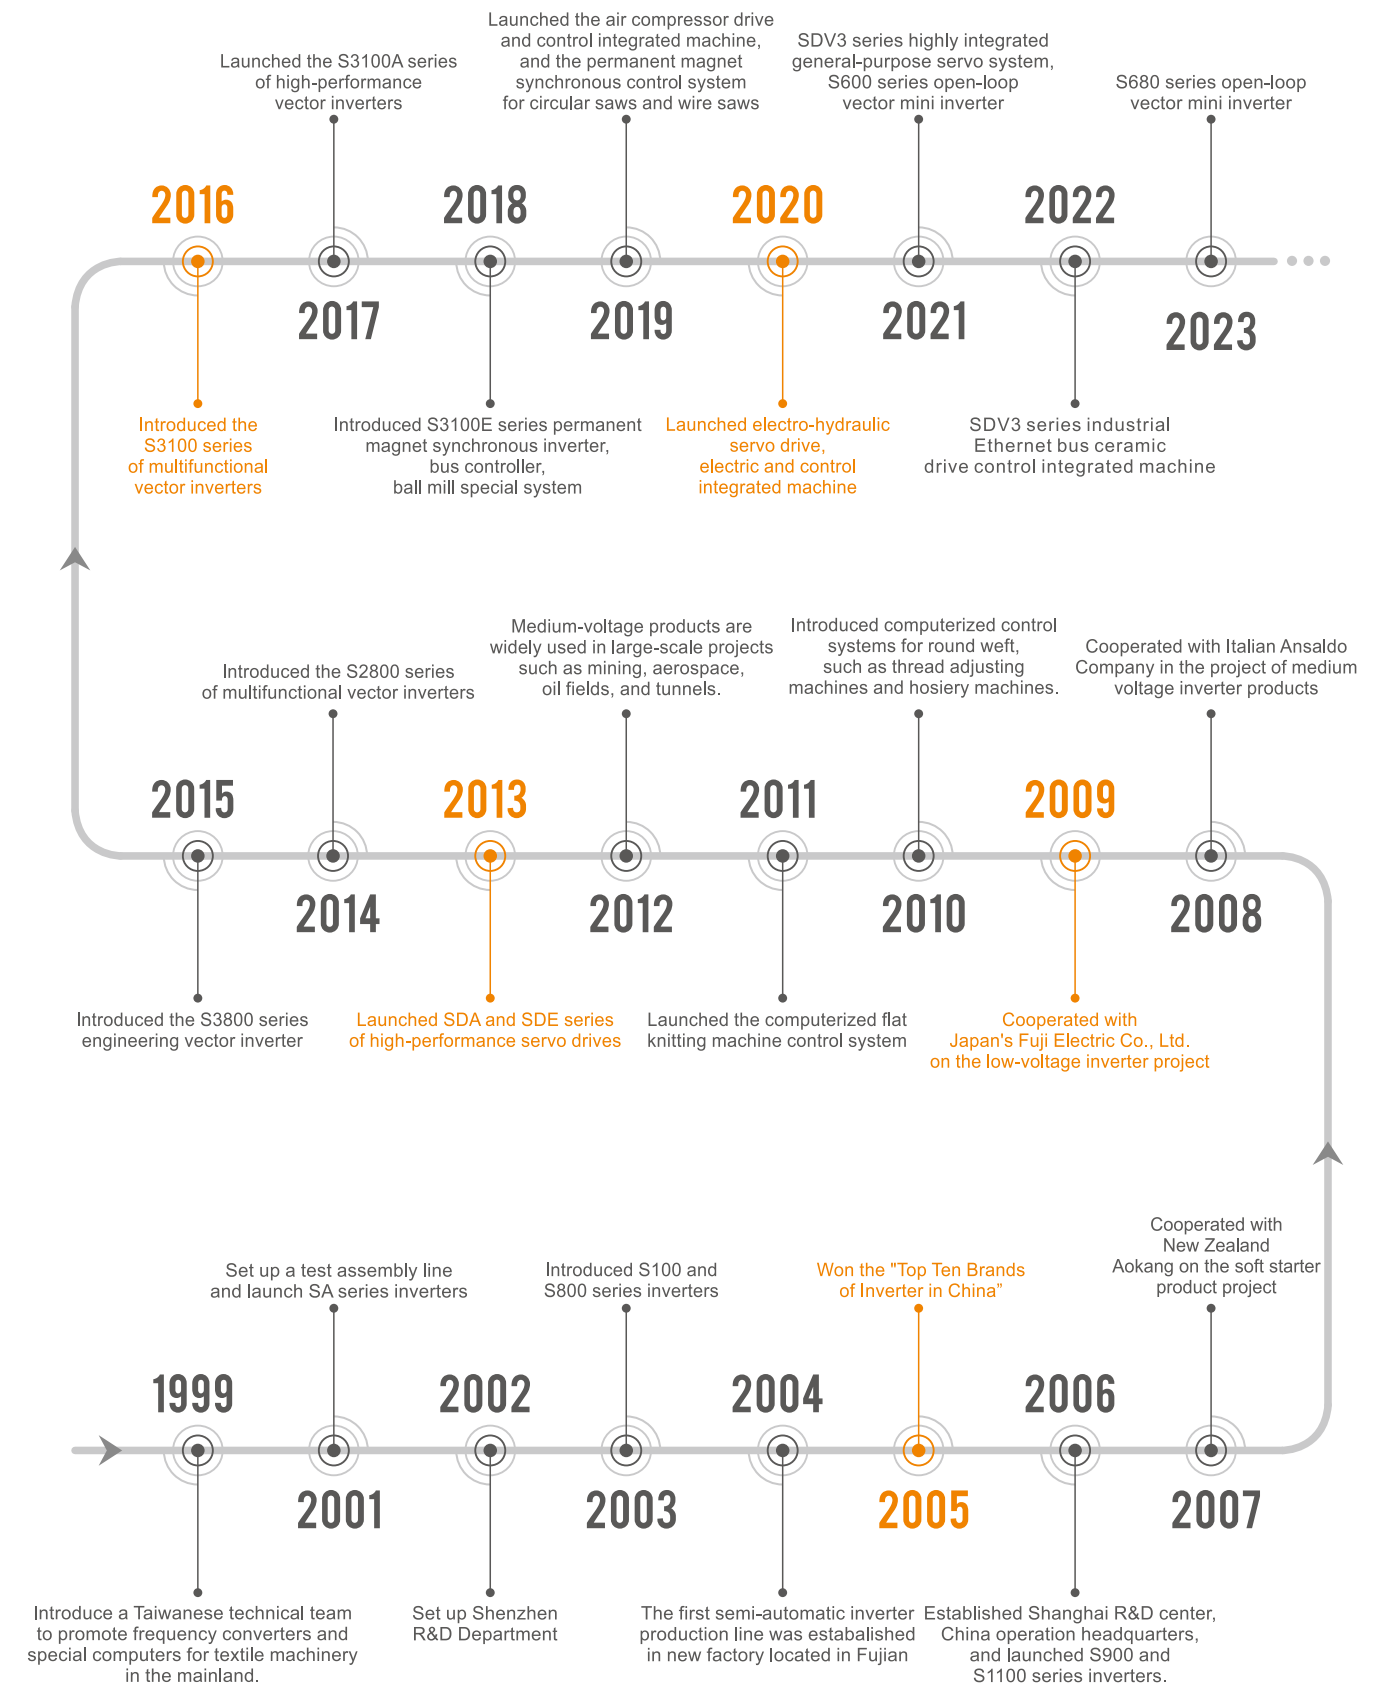 Launched the S3100A series
of high-performance
vector inverters
Launched the air compressor drive
and control integrated machine,
and the permanent magnet
synchronous control system
for circular saws and wire saws
SDV3 series highly integrated
general-purpose servo system,
S600 series open-loop
vector mini inverter
S680 series open-loop
vector mini inverter
2016
2018
2020
2022
2017
2019
2021
2023
Introduced the
S3100 series
of multifunctional
vector inverters
Introduced S3100E series permanent
magnet synchronous inverter,
bus controller,
ball mill special system
Launched electro-hydraulic
servo drive,
electric and control
integrated machine
SDV3 series industrial
Ethernet bus ceramic
drive control integrated machine
Introduced the S2800 series
of multifunctional vector inverters
Medium-voltage products are
widely used in large-scale projects
such as mining, aerospace,
oil fields, and tunnels.
Introduced computerized control
systems for round weft,
such as thread adjusting
machines and hosiery machines.
Cooperated with Italian Ansaldo
Company in the project of medium
voltage inverter products
2015
2013
2011
2009
2014
2012
2010
2008
Introduced the S3800 series
engineering vector inverter
Launched SDA and SDE series
of high-performance servo drives
Launched the computerized flat
knitting machine control system
Cooperated with
Japan's Fuji Electric Co., Ltd.
on the low-voltage inverter project
Set up a test assembly line
and launch SA series inverters
Introduced S100 and
S800 series inverters
Won the "Top Ten Brands
of Inverter in China”
Cooperated with
New Zealand
Aokang on the soft starter
product project
1999
2002
2004
2006
2001
2003
2005
2007
Introduce a Taiwanese technical team
to promote frequency converters and
special computers for textile machinery
in the mainland.
Set up Shenzhen
R&D Department
The first semi-automatic inverter
production line was estabalished
in new factory located in Fujian
Established Shanghai R&D center,
China operation headquarters,
and launched S900 and
S1100 series inverters.